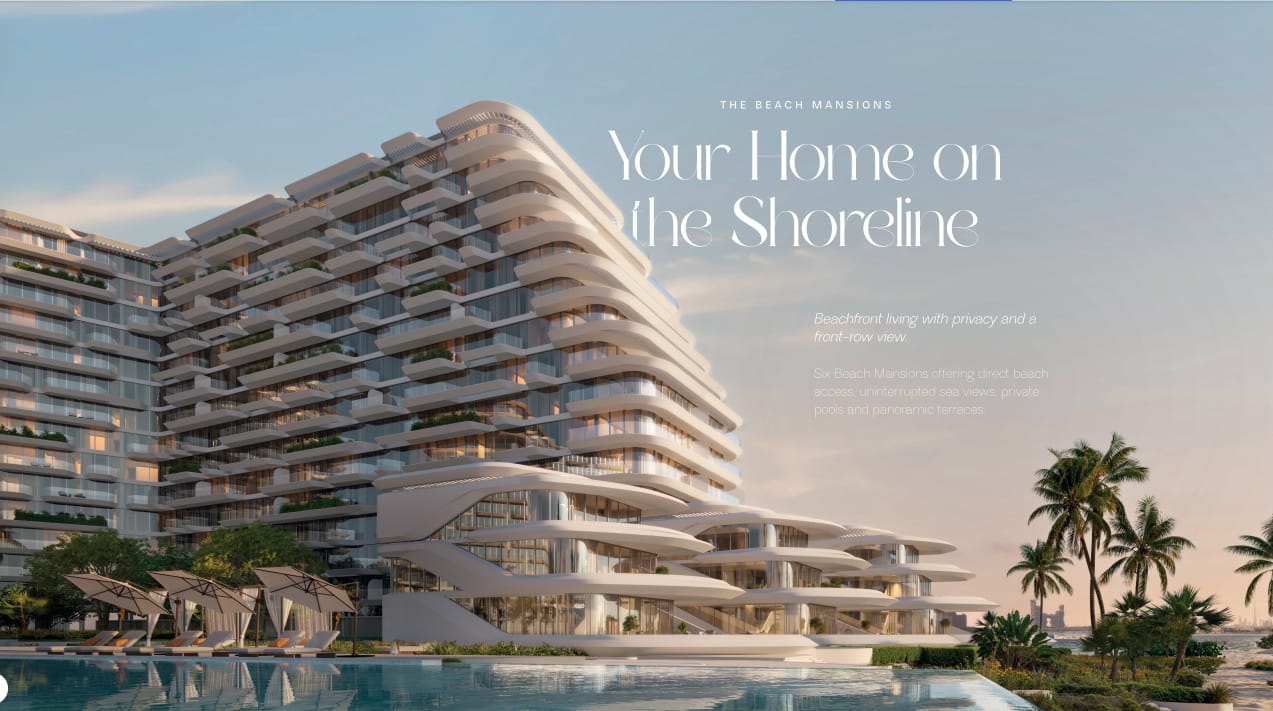 THE BEACH MANSIONS
Your Home on
the Shoreline
Beachfront living with privacy and a
front-row view.
Six Beach Mansions offering direct beach
access, uninterrupted sea views, private
pools and panoramic terraces.